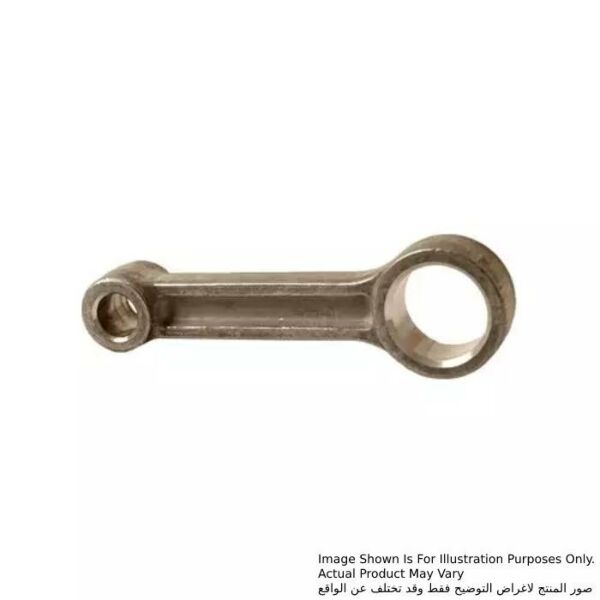 Image Shown Is For Illustration Purposes Only.
Actual Product May Vary
صور المنتج لاغراض التوضيح فقط وقد تختلف عن الواقع